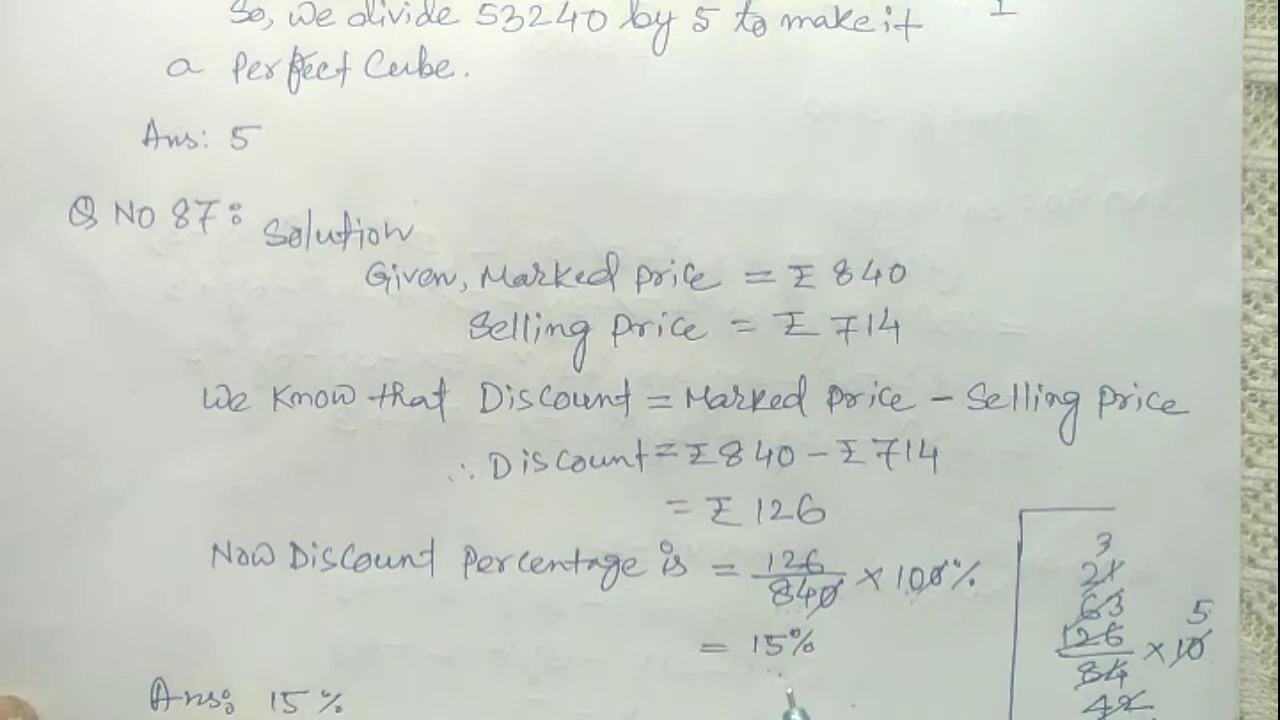 So, we divide 53240 by 5 to make it
a Perfect Cube.
Ans: 5
Q No 87: Solution
Given, Marked price = ₹ 840
Selling price = ₹ 714
We Know that Discount = Marked price - Selling price
∴ Discount = ₹ 840 - ₹ 714
= ₹ 126
Now Discount Percentage is = 126/840 × 100%
= 15%
Ans: 15%
3
21
63 5
126/84 × 10
42